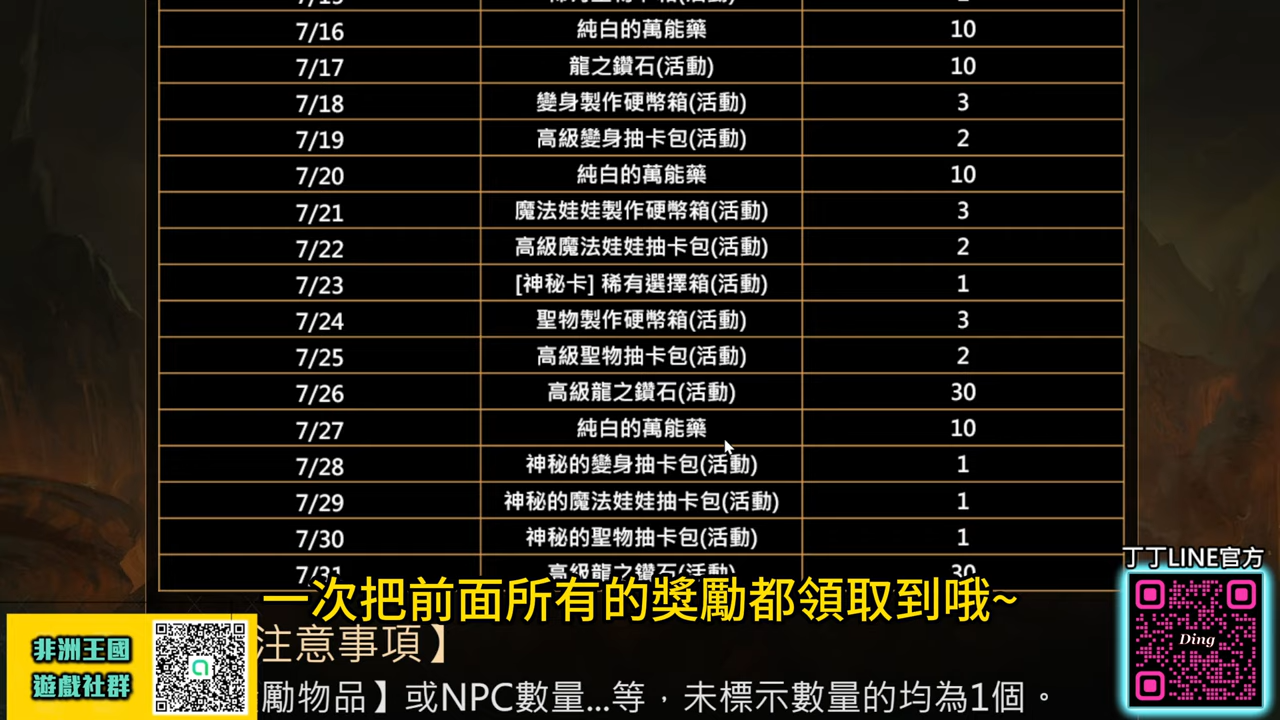 7/16 純白的萬能藥 10
7/17 龍之鑽石(活動) 10
7/18 變身製作硬幣箱(活動) 3
7/19 高級變身抽卡包(活動) 2
7/20 純白的萬能藥 10
7/21 魔法娃娃製作硬幣箱(活動) 3
7/22 高級魔法娃娃抽卡包(活動) 2
7/23 [神秘卡] 稀有選擇箱(活動) 1
7/24 聖物製作硬幣箱(活動) 3
7/25 高級聖物抽卡包(活動) 2
7/26 高級龍之鑽石(活動) 30
7/27 純白的萬能藥 10
7/28 神秘的變身抽卡包(活動) 1
7/29 神秘的魔法娃娃抽卡包(活動) 1
7/30 神秘的聖物抽卡包(活動) 1
7/31 高級龍之鑽石(活動) 30
丁丁LINE官方
一次把前面所有的獎勵都領取到哦~
Ding
非洲王國
遊戲社群
注意事項】
勵物品】或NPC數量...等，未標示數量的均為1個。